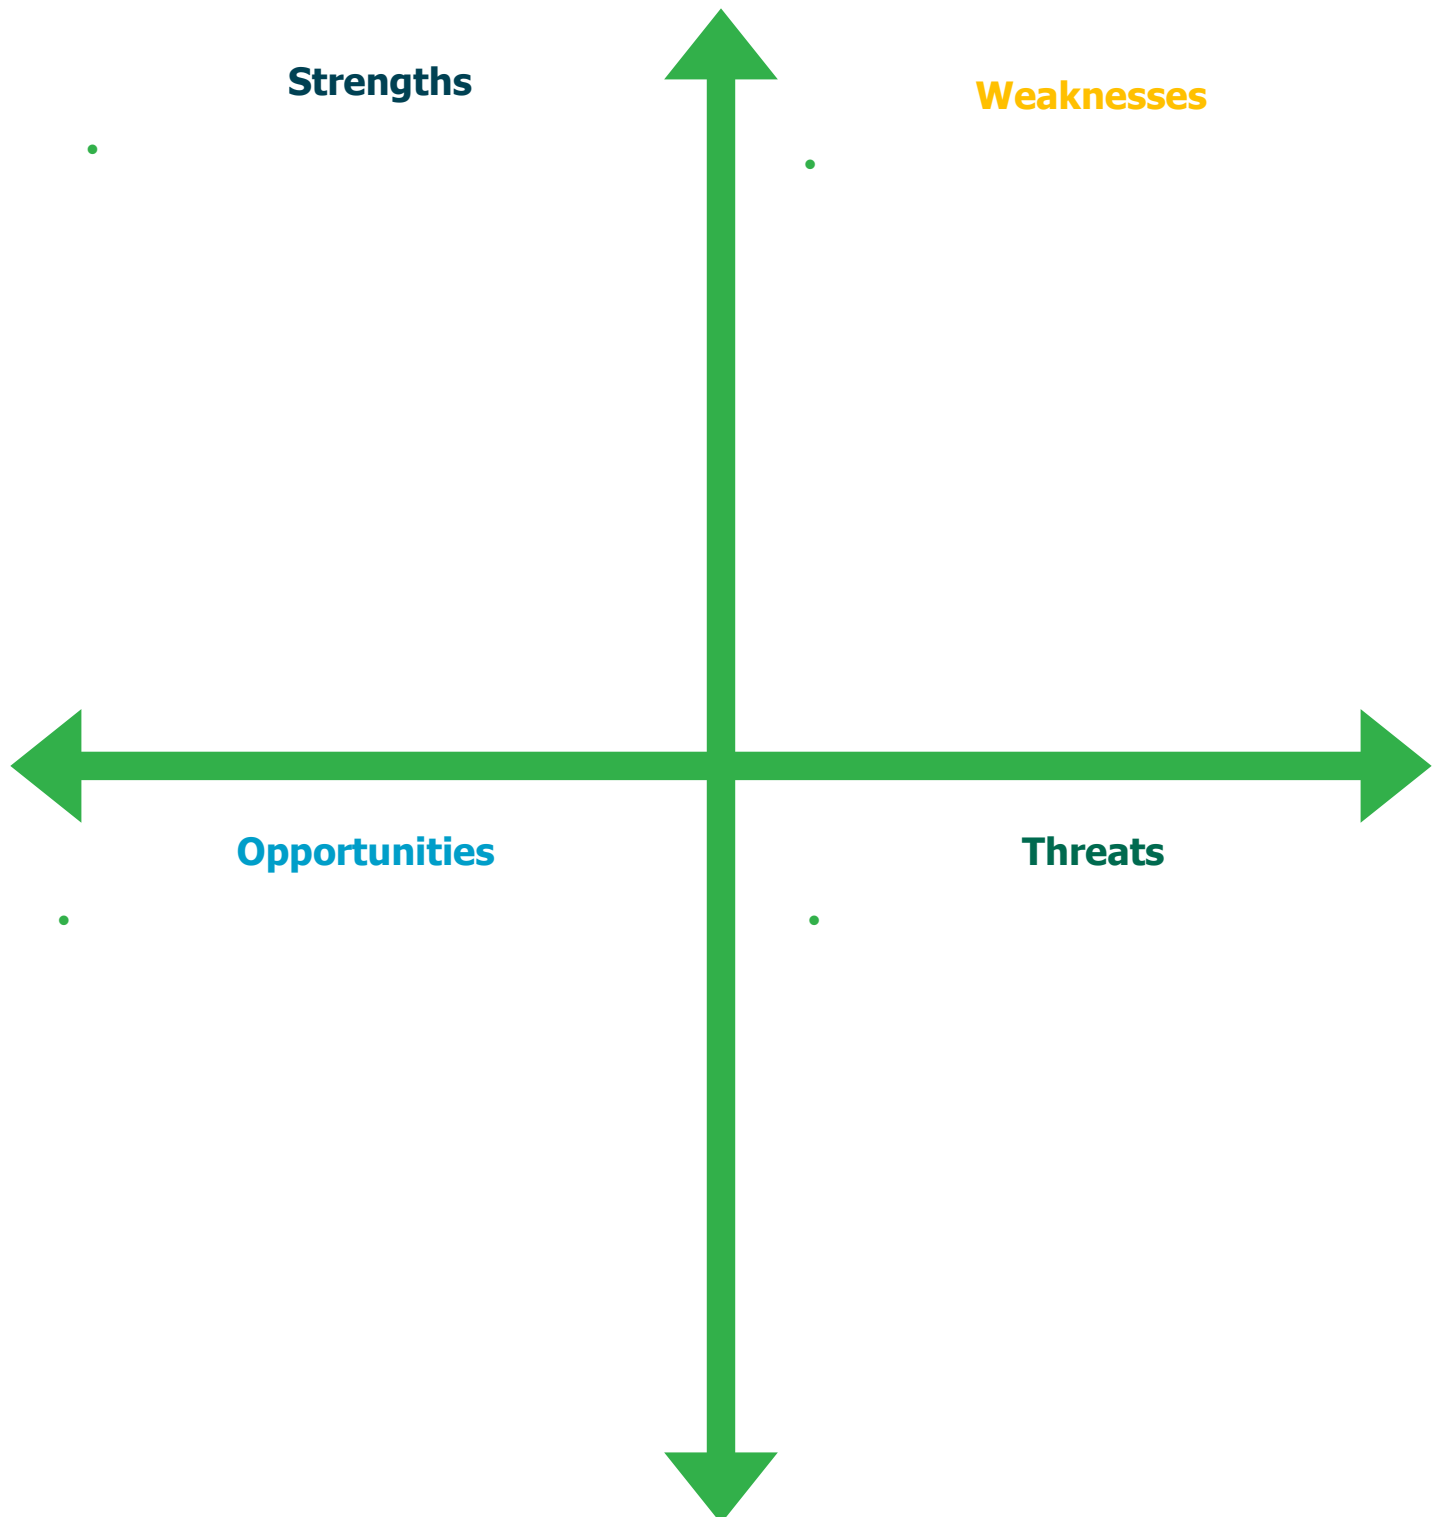 Strengths
Weaknesses
•
•
Opportunities
Threats
•
•